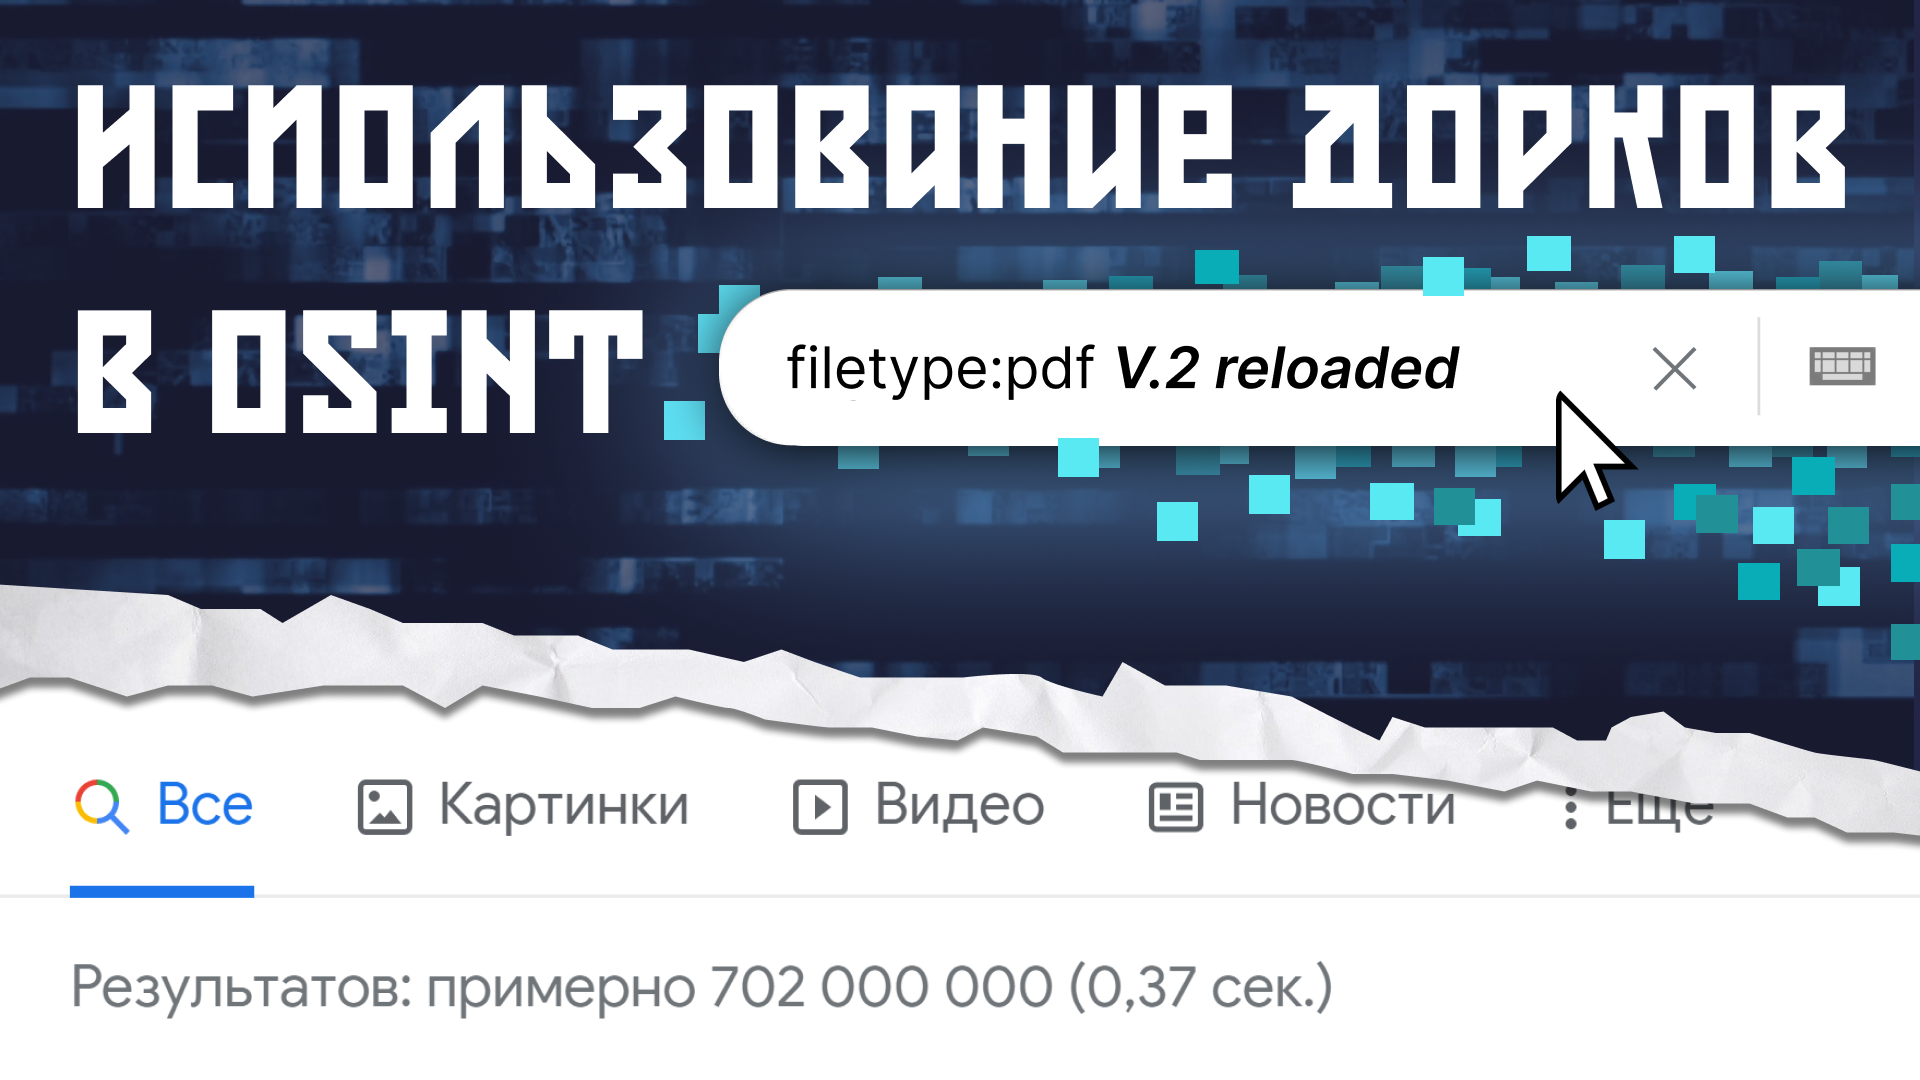 ИСПОЛЬЗОВАНИЕ ДОРКОВ
В OSINT
filetype:pdf V.2 reloaded
Все Картинки Видео Новости Ещё
Результатов: примерно 702 000 000 (0,37 сек.)